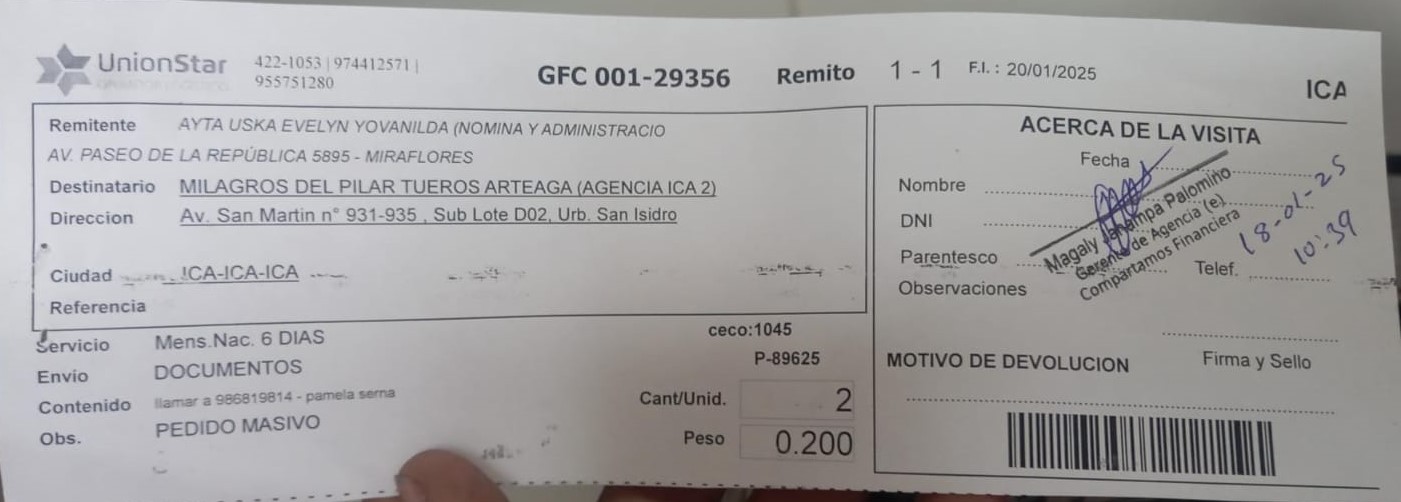 UnionStar 422-1053 | 974412571 |
955751280
GFC 001-29356 Remito 1 - 1 F.I. : 20/01/2025
ICA
Remitente AYTA USKA EVELYN YOVANILDA (NOMINA Y ADMINISTRACIO
AV. PASEO DE LA REPÚBLICA 5895 - MIRAFLORES
Destinatario MILAGROS DEL PILAR TUEROS ARTEAGA (AGENCIA ICA 2)
Direccion Av. San Martin n° 931-935 , Sub Lote D02, Urb. San Isidro
Ciudad ICA-ICA-ICA
Referencia
Servicio Mens.Nac. 6 DIAS
Envio DOCUMENTOS
Contenido llamar a 986819814 - pamela serna
Obs. PEDIDO MASIVO
ceco:1045
P-89625
Cant/Unid. 2
Peso 0.200
ACERCA DE LA VISITA
Fecha
Nombre
DNI
Parentesco
Observaciones
Magaly Palomino
Gerente de Agencia (e)
Compartamos Financiera
18-01-25
10:39
Telef.
Firma y Sello
MOTIVO DE DEVOLUCION